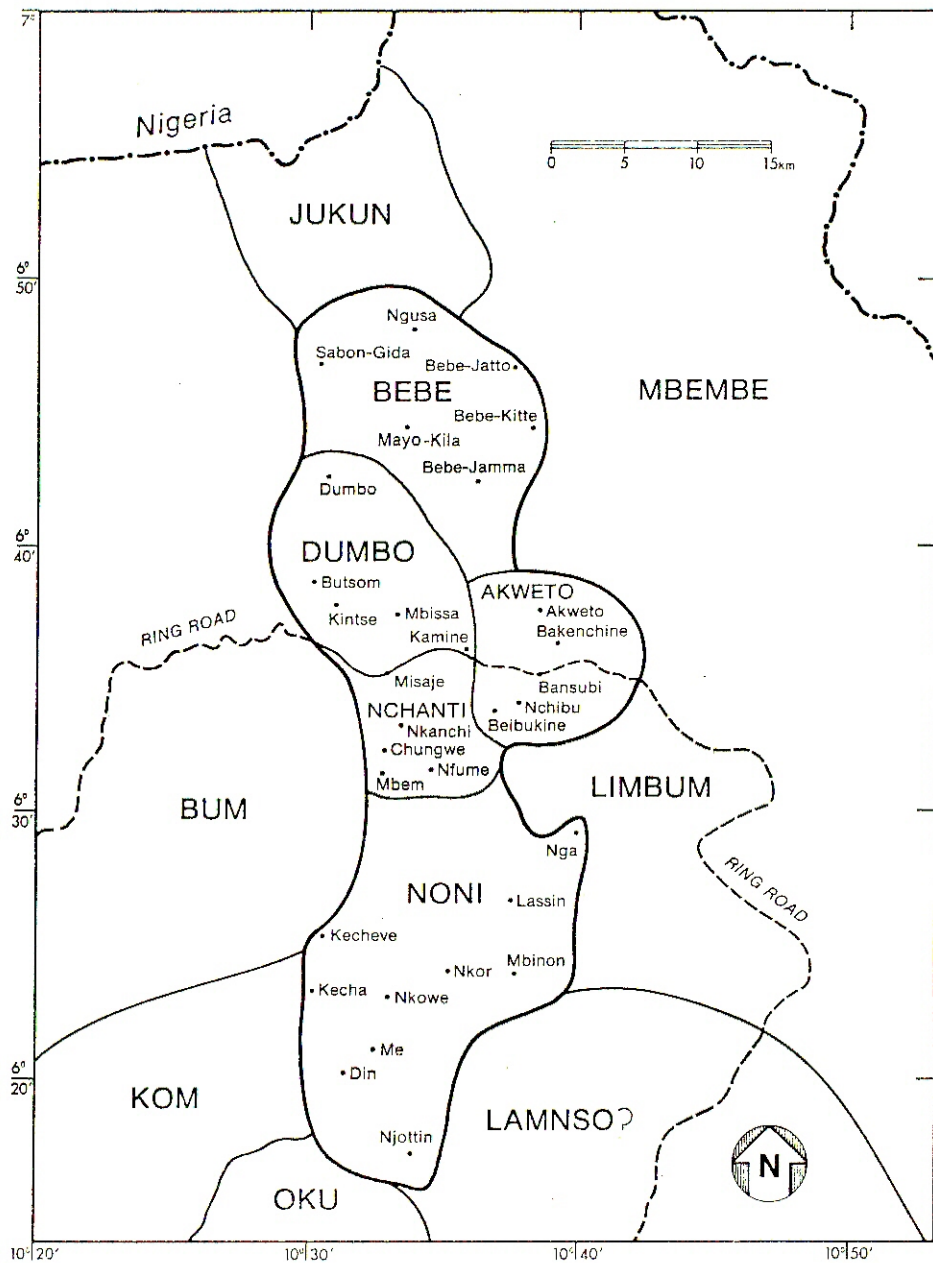 7°
Nigeria
0 5 10 15km
JUKUN
6°
50'
Ngusa
Sabon-Gida
Bebe-Jatto
BEBE
MBEMBE
Bebe-Kitte
Mayo-Kila
Bebe-Jamma
Dumbo
6°
40'
DUMBO
Butsom
AKWETO
Kintse
Mbissa
Akweto
RING ROAD
Kamine
Bakenchine
Misaje
Bansubi
NCHANTI
Nchibu
Nkanchi
Beibukine
Chungwe
Nfume
Mbem
LIMBUM
BUM
6°
30'
Nga
NONI
Lassin
RING ROAD
Kecheve
Nkor
Mbinon
Kecha
Nkowe
Me
6°
20'
Din
KOM
LAMNSO?
Njottin
N
OKU
10°20' 10°30' 10°40' 10°50'